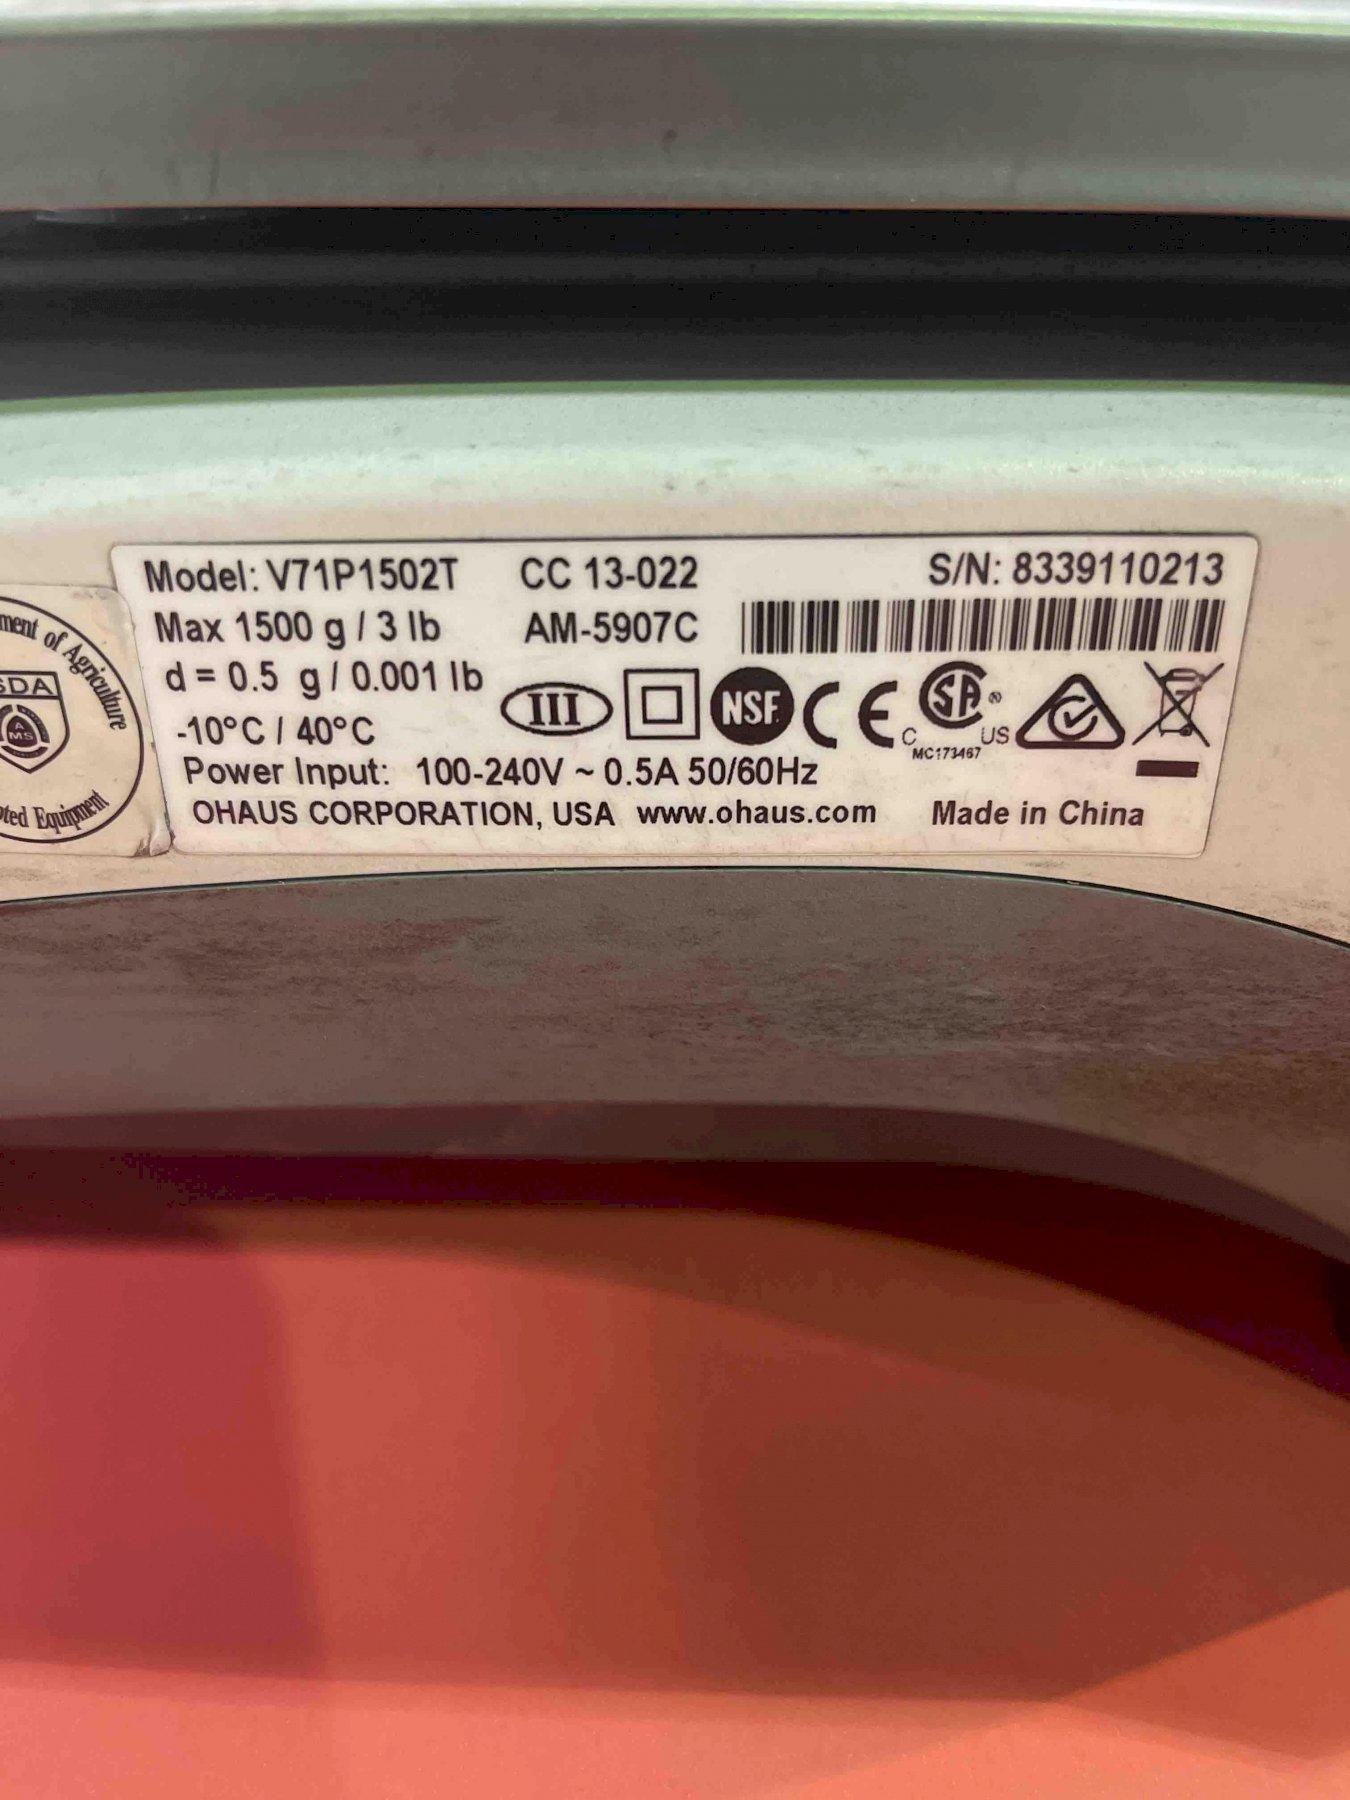 Model: V71P1502T CC 13-022 S/N: 8339110213
Max 1500 g / 3 lb AM-5907C
d = 0.5 g / 0.001 lb
-10°C / 40°C
III NSF CE SA ® C US
MC173467
Power Input: 100-240V ~ 0.5A 50/60Hz
OHAUS CORPORATION, USA www.ohaus.com Made in China
of Agriculture
AMS
Equipment